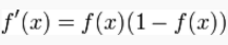 f′(x) = f(x)(1 − f(x))